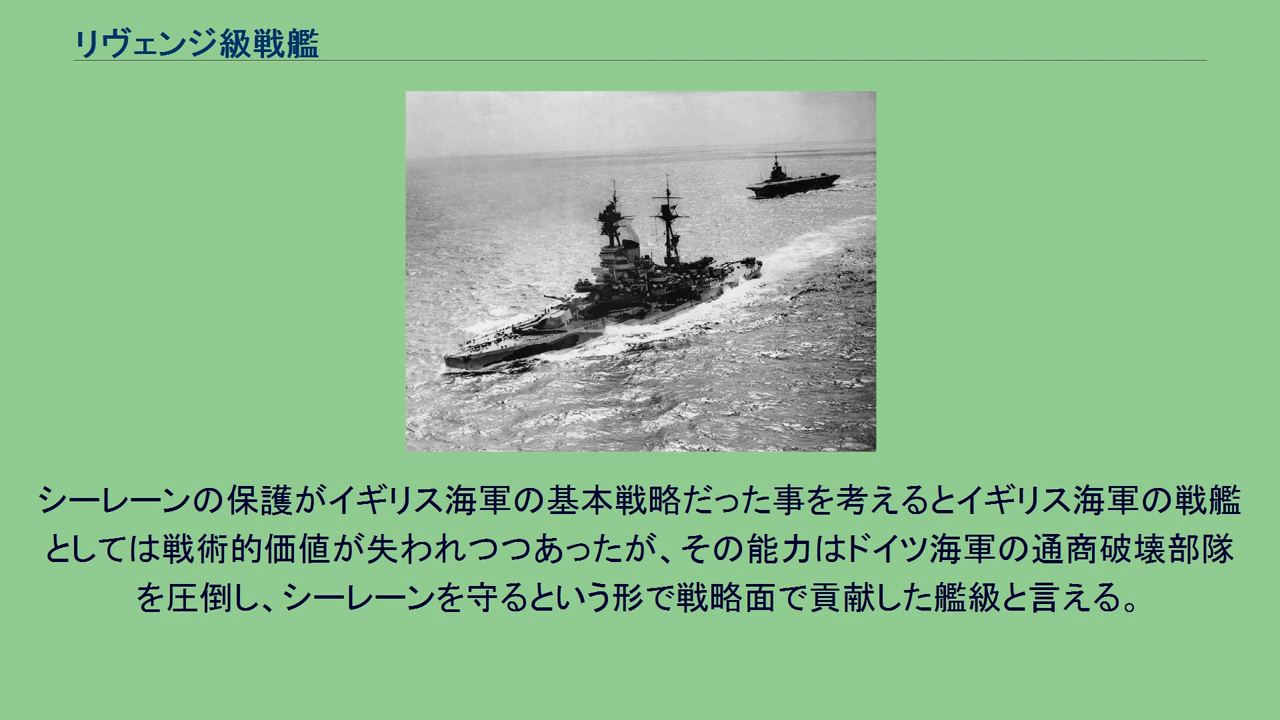 リヴェンジ級戦艦
シーレーンの保護がイギリス海軍の基本戦略だった事を考えるとイギリス海軍の戦艦
としては戦術的価値が失われつつあったが、その能力はドイツ海軍の通商破壊部隊
を圧倒し、シーレーンを守るという形で戦略面で貢献した艦級と言える。